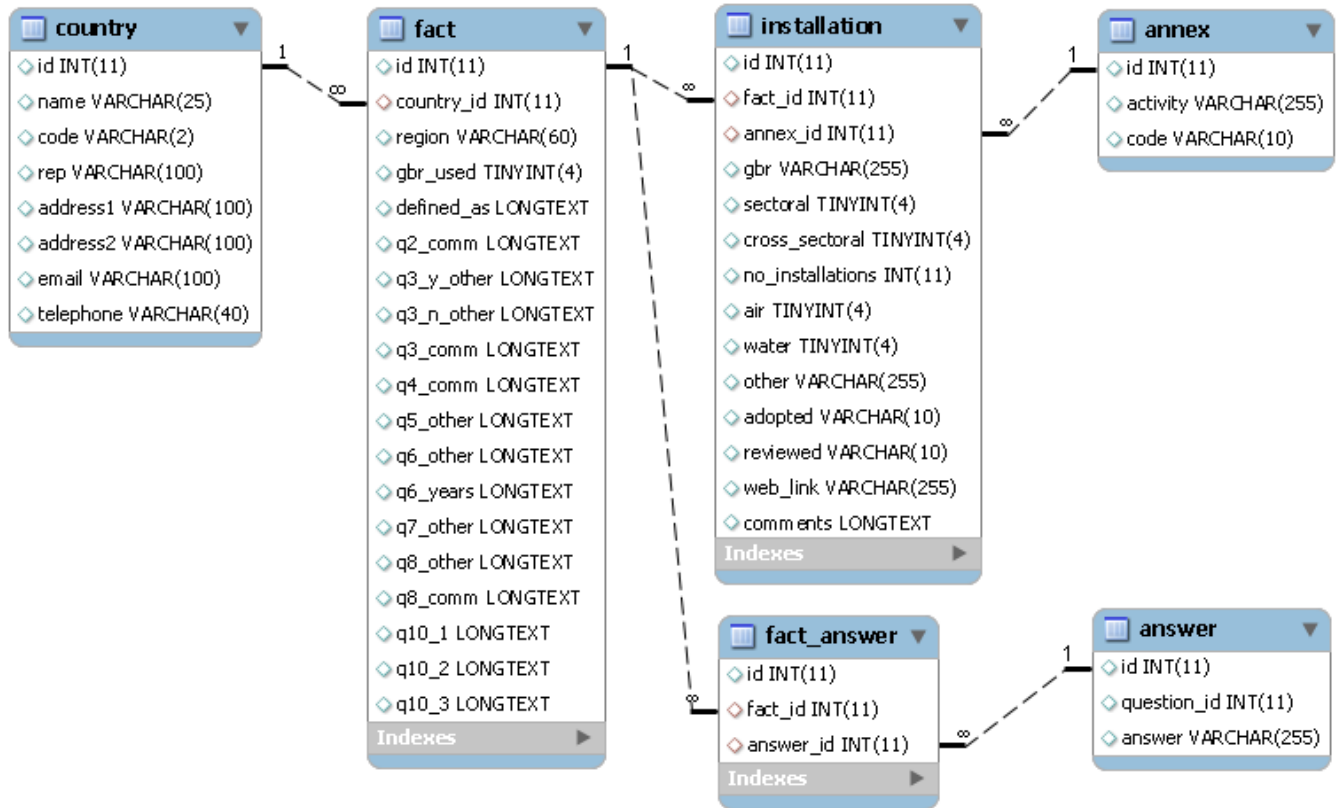 country
id INT(11)
name VARCHAR(25)
code VARCHAR(2)
rep VARCHAR(100)
address1 VARCHAR(100)
address2 VARCHAR(100)
email VARCHAR(100)
telephone VARCHAR(40)
1
∞
fact
id INT(11)
country_id INT(11)
region VARCHAR(60)
gbr_used TINYINT(4)
defined_as LONGTEXT
q2_comm LONGTEXT
q3_y_other LONGTEXT
q3_n_other LONGTEXT
q3_comm LONGTEXT
q4_comm LONGTEXT
q5_other LONGTEXT
q6_other LONGTEXT
q6_years LONGTEXT
q7_other LONGTEXT
q8_other LONGTEXT
q8_comm LONGTEXT
q10_1 LONGTEXT
q10_2 LONGTEXT
q10_3 LONGTEXT
Indexes
1
∞
∞
installation
id INT(11)
fact_id INT(11)
annex_id INT(11)
gbr VARCHAR(255)
sectoral TINYINT(4)
cross_sectoral TINYINT(4)
no_installations INT(11)
air TINYINT(4)
water TINYINT(4)
other VARCHAR(255)
adopted VARCHAR(10)
reviewed VARCHAR(10)
web_link VARCHAR(255)
comments LONGTEXT
Indexes
∞
1
annex
id INT(11)
activity VARCHAR(255)
code VARCHAR(10)
fact_answer
id INT(11)
fact_id INT(11)
answer_id INT(11)
Indexes
∞
1
answer
id INT(11)
question_id INT(11)
answer VARCHAR(255)